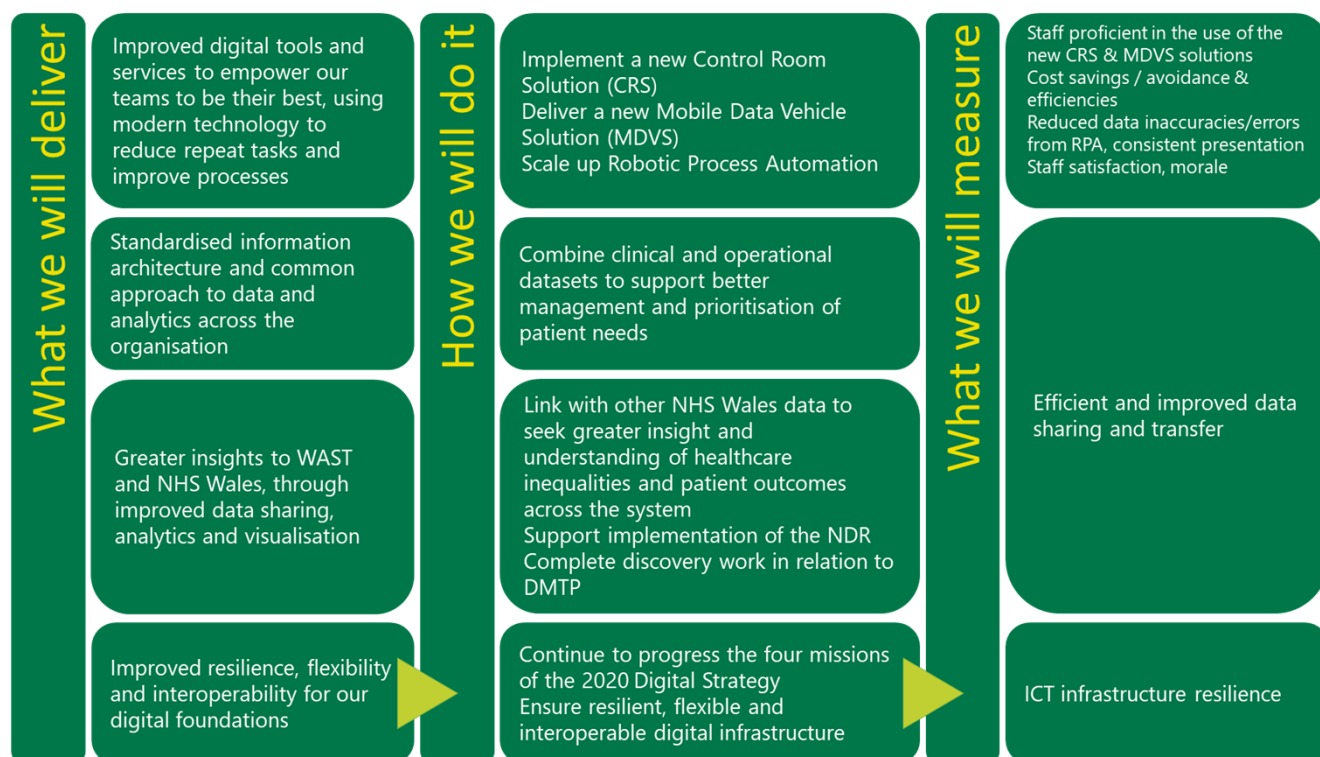 What we will deliver
Improved digital tools and
services to empower our
teams to be their best, using
modern technology to
reduce repeat tasks and
improve processes
Standardised information
architecture and common
approach to data and
analytics across the
organisation
Greater insights to WAST
and NHS Wales, through
improved data sharing,
analytics and visualisation
Improved resilience, flexibility
and interoperability for our
digital foundations
How we will do it
Implement a new Control Room
Solution (CRS)
Deliver a new Mobile Data Vehicle
Solution (MDVS)
Scale up Robotic Process Automation
Combine clinical and operational
datasets to support better
management and prioritisation of
patient needs
Link with other NHS Wales data to
seek greater insight and
understanding of healthcare
inequalities and patient outcomes
across the system
Support implementation of the NDR
Complete discovery work in relation to
DMTP
Continue to progress the four missions
of the 2020 Digital Strategy
Ensure resilient, flexible and
interoperable digital infrastructure
What we will measure
Staff proficient in the use of the
new CRS & MDVS solutions
Cost savings / avoidance &
efficiencies
Reduced data inaccuracies/errors
from RPA, consistent presentation
Staff satisfaction, morale
Efficient and improved data
sharing and transfer
ICT infrastructure resilience